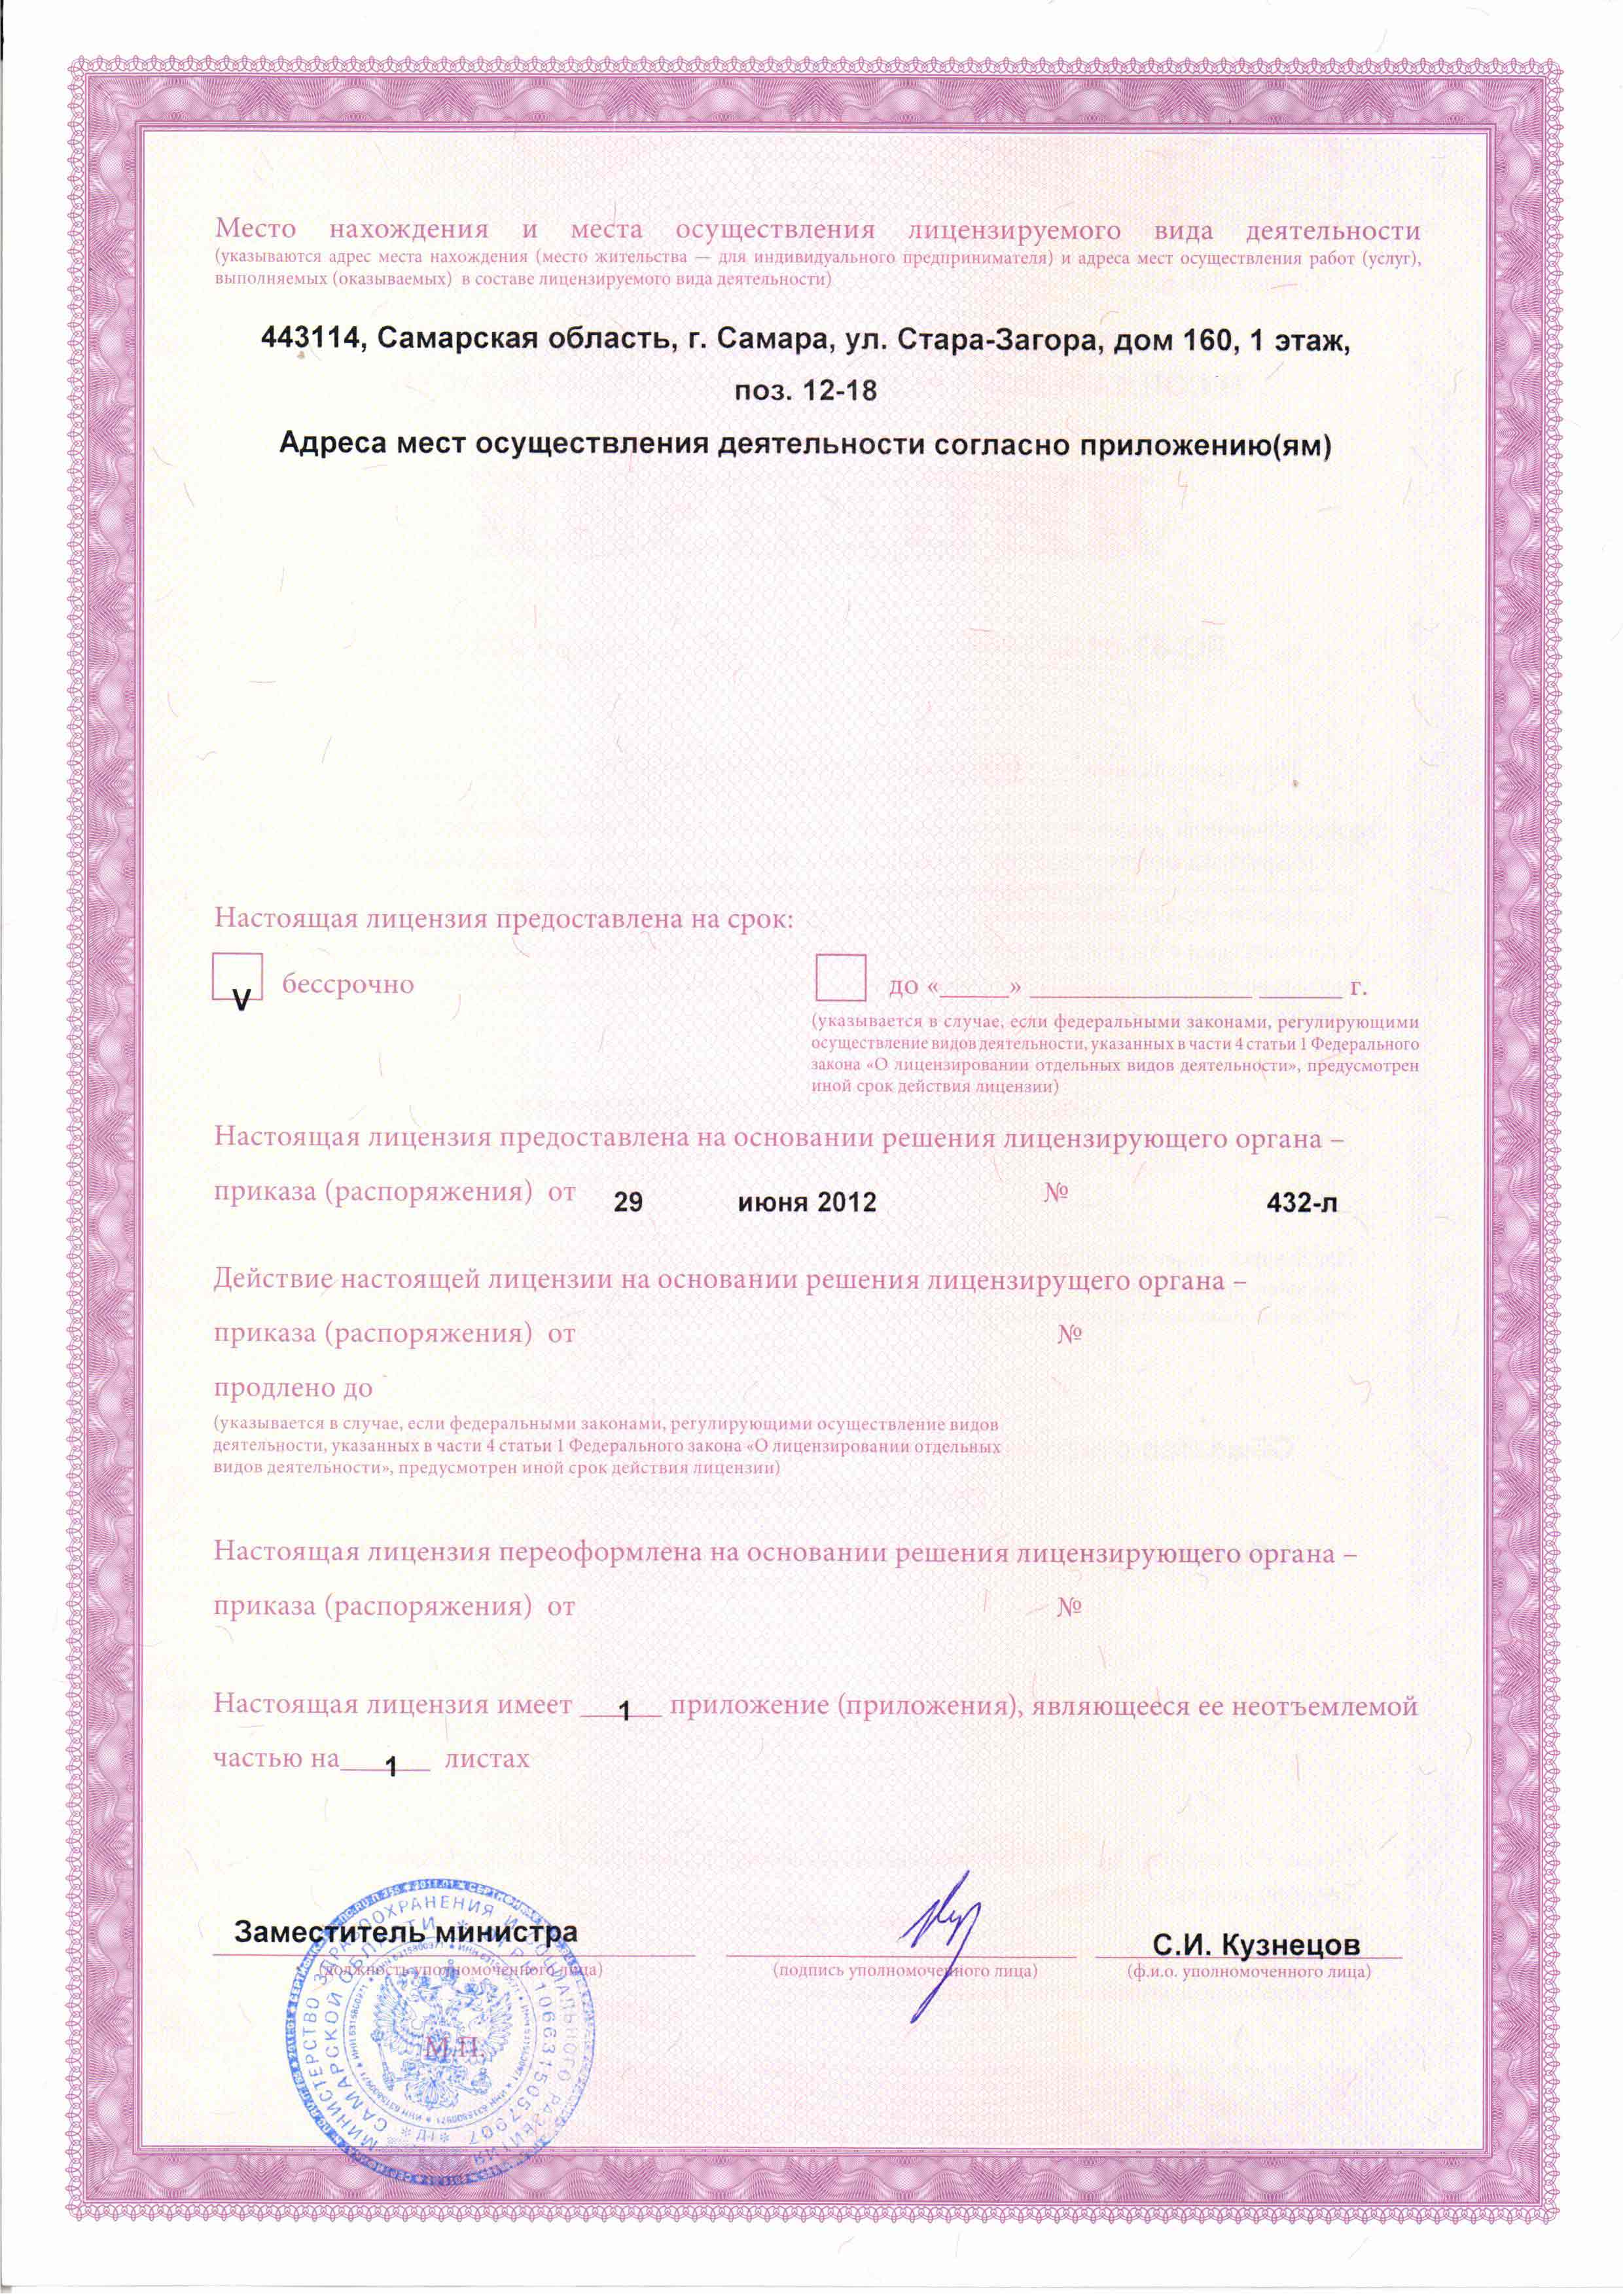 Место нахождения и места осуществления лицензируемого вида деятельности
(указываются адрес места нахождения (место жительства — для индивидуального предпринимателя) и адреса мест осуществления работ (услуг),
выполняемых (оказываемых) в составе лицензируемого вида деятельности)
443114, Самарская область, г. Самара, ул. Стара-Загора, дом 160, 1 этаж,
поз. 12-18
Адреса мест осуществления деятельности согласно приложению(ям)
Настоящая лицензия предоставлена на срок:
V бессрочно
до «_____» ________________ ______ г.
(указывается в случае, если федеральными законами, регулирующими
осуществление видов деятельности, указанных в части 4 статьи 1 Федерального
закона «О лицензировании отдельных видов деятельности», предусмотрен
иной срок действия лицензии)
Настоящая лицензия предоставлена на основании решения лицензирующего органа –
приказа (распоряжения) от 29 июня 2012 № 432-л
Действие настоящей лицензии на основании решения лицензирущего органа –
приказа (распоряжения) от №
продлено до
(указывается в случае, если федеральными законами, регулирующими осуществление видов
деятельности, указанных в части 4 статьи 1 Федерального закона «О лицензировании отдельных
видов деятельности», предусмотрен иной срок действия лицензии)
Настоящая лицензия переоформлена на основании решения лицензирующего органа –
приказа (распоряжения) от №
Настоящая лицензия имеет 1 приложение (приложения), являющееся ее неотъемлемой
частью на 1 листах
Заместитель министра
С.И. Кузнецов
(должность уполномоченного лица)
(подпись уполномоченного лица)
(ф.и.о. уполномоченного лица)
М.П.
МИНИСТЕРСТВО ЗДРАВООХРАНЕНИЯ И СОЦИАЛЬНОГО РАЗВИТИЯ
САМАРСКОЙ ОБЛАСТИ
1066315057907